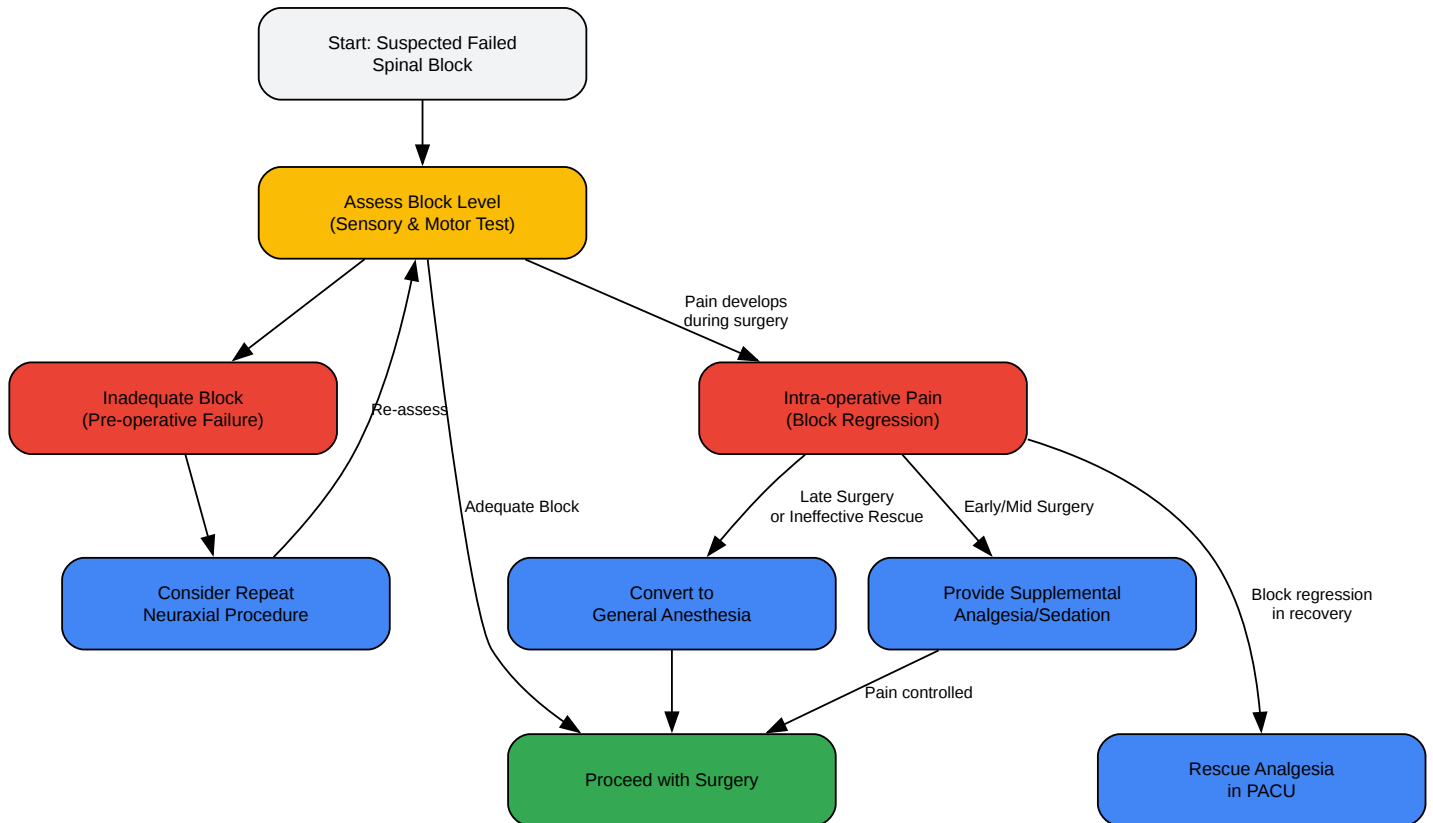 Start: Suspected Failed
Spinal Block
Assess Block Level
(Sensory & Motor Test)
Pain develops
during surgery
Inadequate Block
(Pre-operative Failure)
Re-assess
Intra-operative Pain
(Block Regression)
Adequate Block
Late Surgery
or Ineffective Rescue
Early/Mid Surgery
Consider Repeat
Neuraxial Procedure
Convert to
General Anesthesia
Provide Supplemental
Analgesia/Sedation
Block regression
in recovery
Pain controlled
Proceed with Surgery
Rescue Analgesia
in PACU